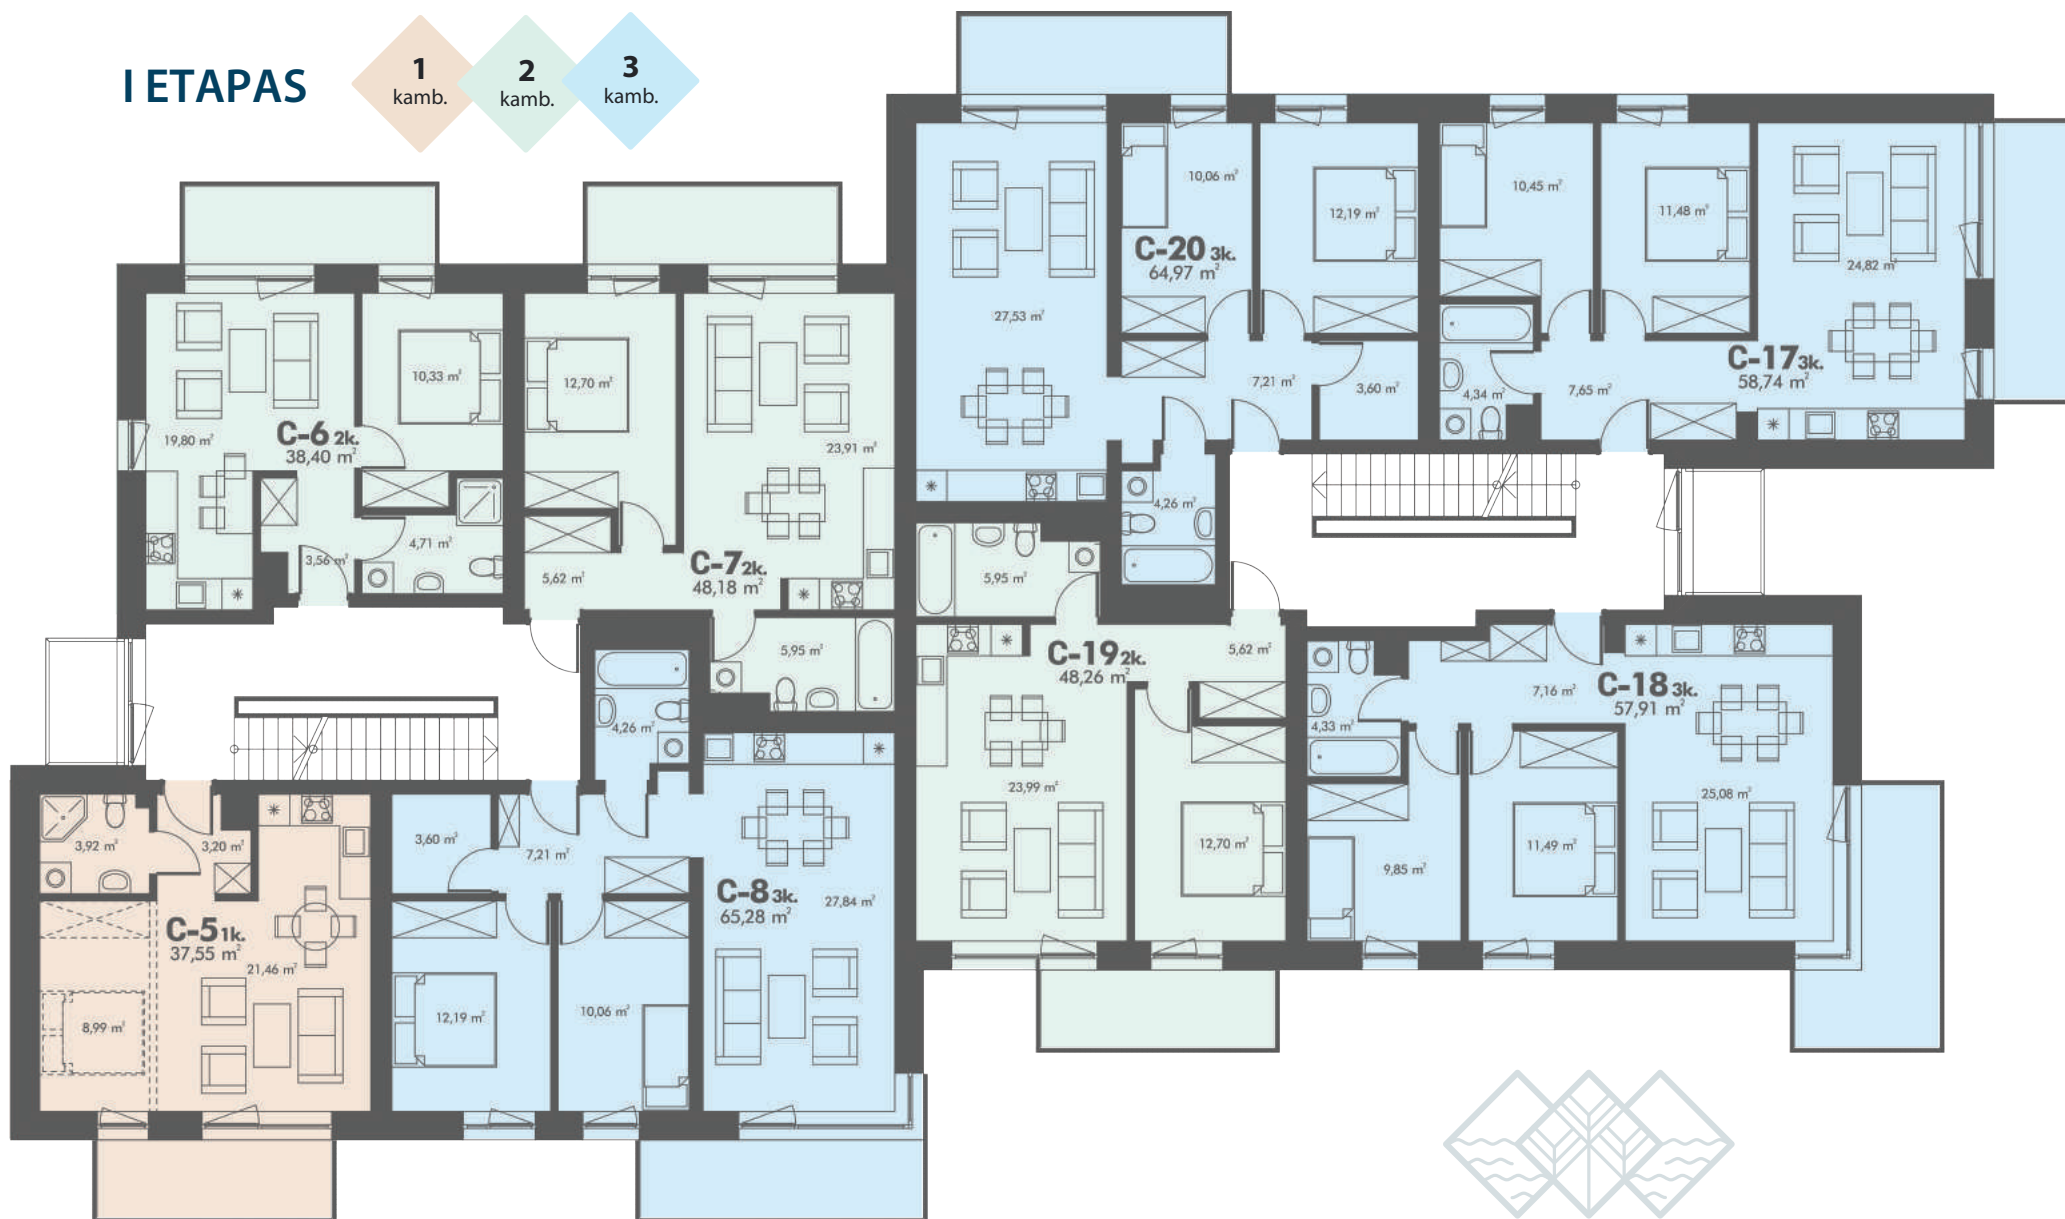 I ETAPAS
1
kamb.
2
kamb.
3
kamb.
19,80 m²
10,33 m²
C-6 2k.
38,40 m²
3,56 m²
4,71 m²
12,70 m²
23,91 m²
C-7 2k.
48,18 m²
5,62 m²
5,95 m²
27,53 m²
10,06 m²
12,19 m²
C-20 3k.
64,97 m²
7,21 m²
3,60 m²
4,26 m²
10,45 m²
11,48 m²
24,82 m²
C-17 3k.
58,74 m²
4,34 m²
7,65 m²
5,95 m²
C-19 2k.
48,26 m²
5,62 m²
23,99 m²
12,70 m²
7,16 m²
C-18 3k.
57,91 m²
4,33 m²
9,85 m²
11,49 m²
25,08 m²
3,92 m²
3,20 m²
C-5 1k.
37,55 m²
21,46 m²
8,99 m²
4,26 m²
3,60 m²
7,21 m²
C-8 3k.
65,28 m²
27,84 m²
12,19 m²
10,06 m²